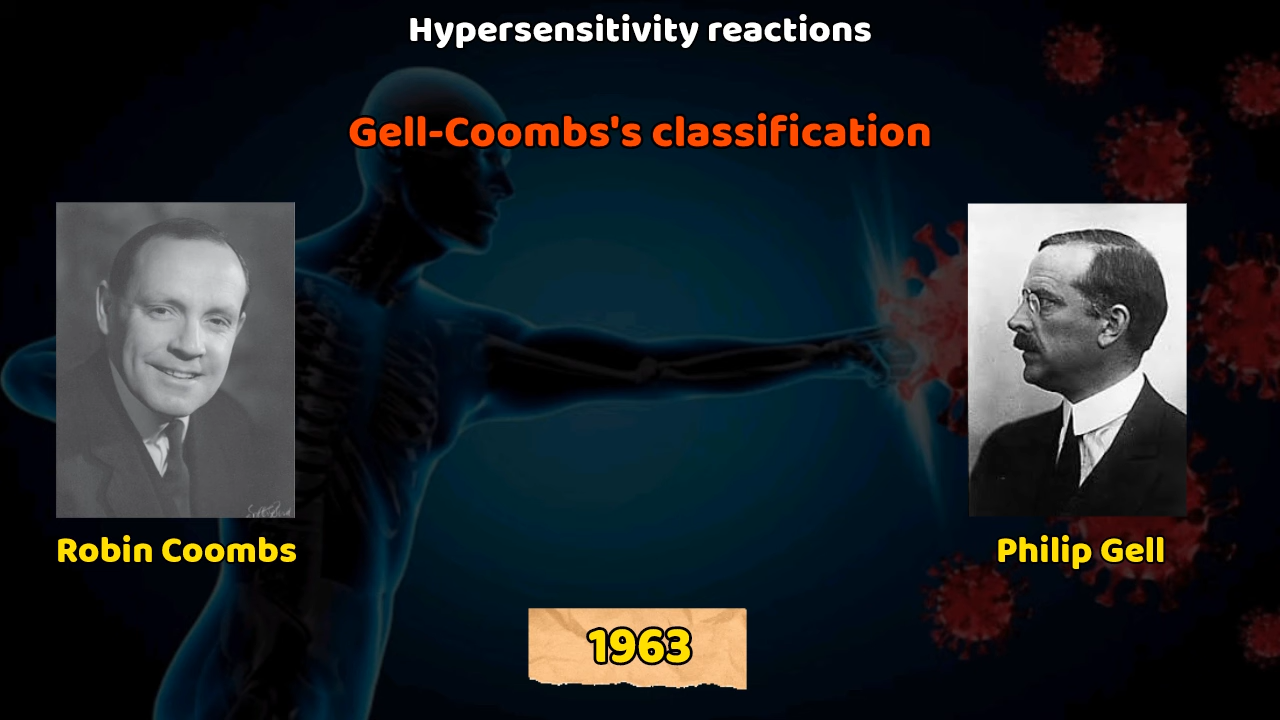 Hypersensitivity reactions
Gell-Coombs's classification
Robin Coombs
Philip Gell
1963